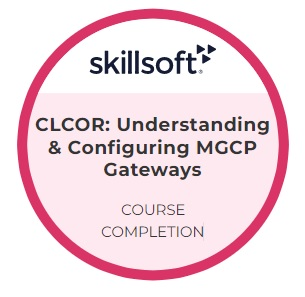 skillsoft®
CLCOR: Understanding
& Configuring MGCP
Gateways
COURSE
COMPLETION